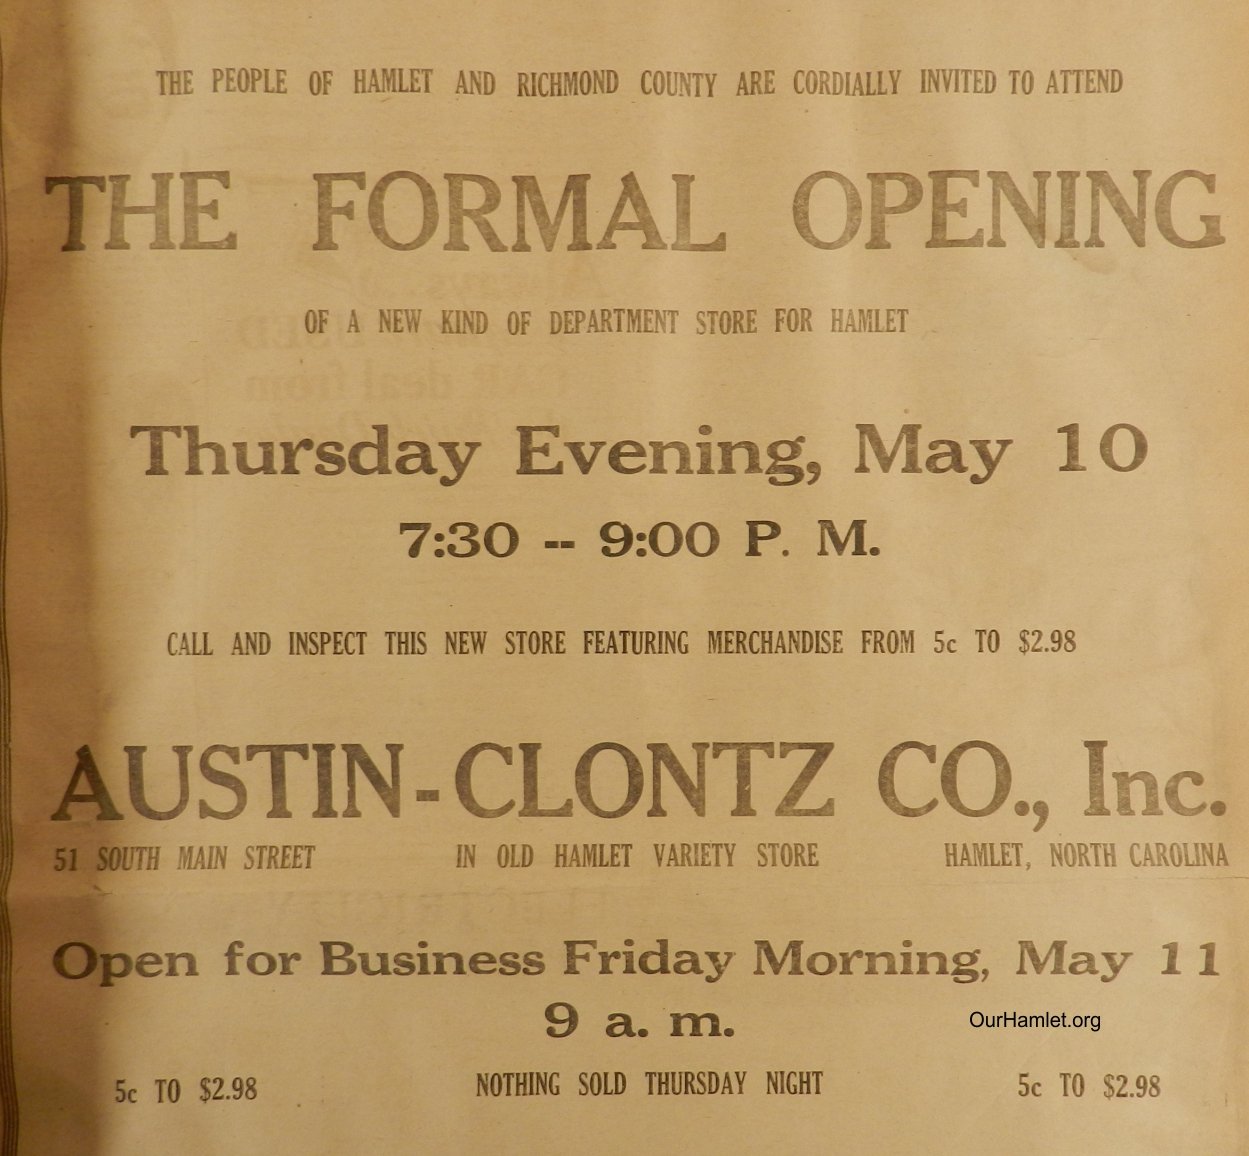 THE PEOPLE OF HAMLET AND RICHMOND COUNTY ARE CORDIALLY INVITED TO ATTEND
THE FORMAL OPENING
OF A NEW KIND OF DEPARTMENT STORE FOR HAMLET
Thursday Evening, May 10
7:30 -- 9:00 P. M.
CALL AND INSPECT THIS NEW STORE FEATURING MERCHANDISE FROM 5c TO $2.98
AUSTIN-CLONTZ CO., Inc.
51 SOUTH MAIN STREET IN OLD HAMLET VARIETY STORE HAMLET, NORTH CAROLINA
Open for Business Friday Morning, May 11
9 a. m.
OurHamlet.org
5c TO $2.98 NOTHING SOLD THURSDAY NIGHT 5c TO $2.98